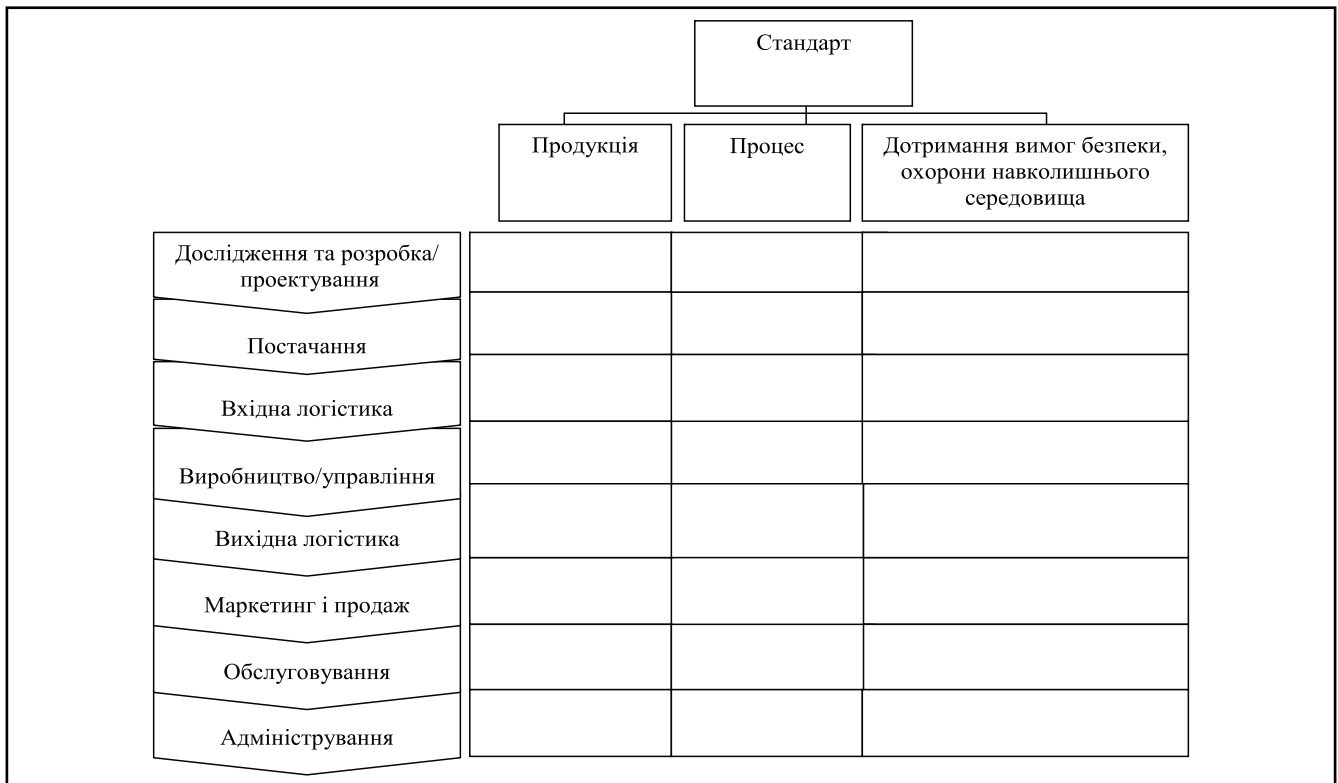 Стандарт
Продукція
Процес
Дотримання вимог безпеки,
охорони навколишнього
середовища
Дослідження та розробка/
проектування
Постачання
Вхідна логістика
Виробництво/управління
Вихідна логістика
Маркетинг і продаж
Обслуговування
Адміністрування